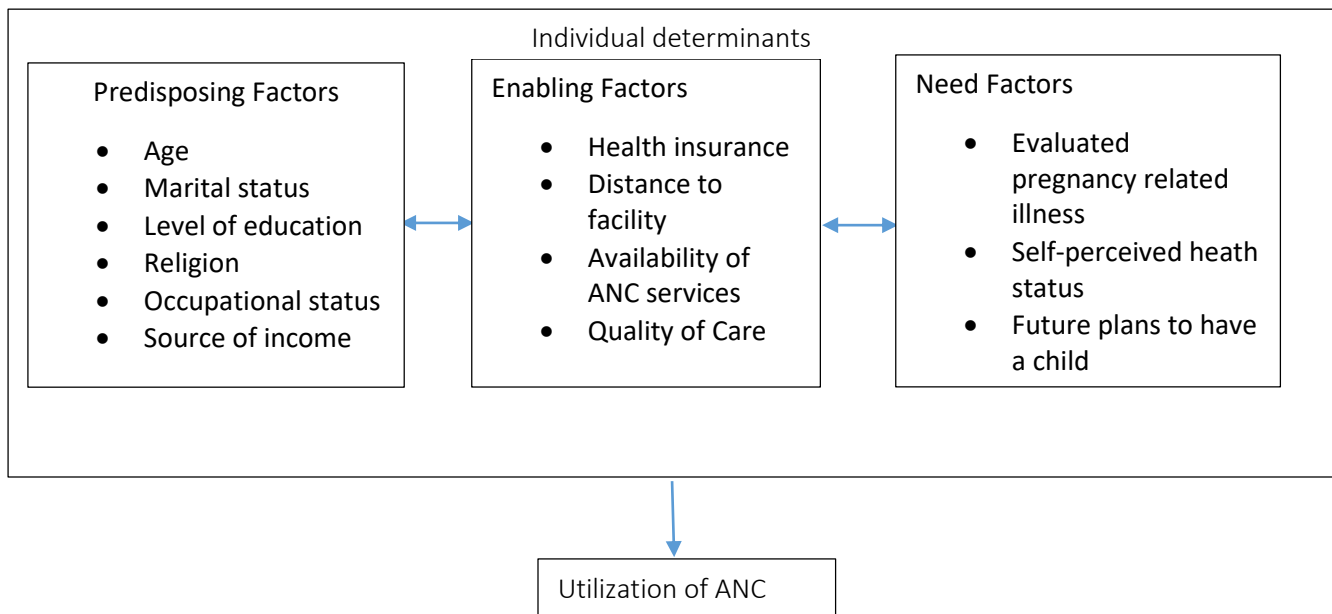 Individual determinants
Predisposing Factors
• Age
• Marital status
• Level of education
• Religion
• Occupational status
• Source of income
Enabling Factors
• Health insurance
• Distance to
facility
• Availability of
ANC services
• Quality of Care
Need Factors
• Evaluated
pregnancy related
illness
• Self-perceived heath
status
• Future plans to have
a child
Utilization of ANC